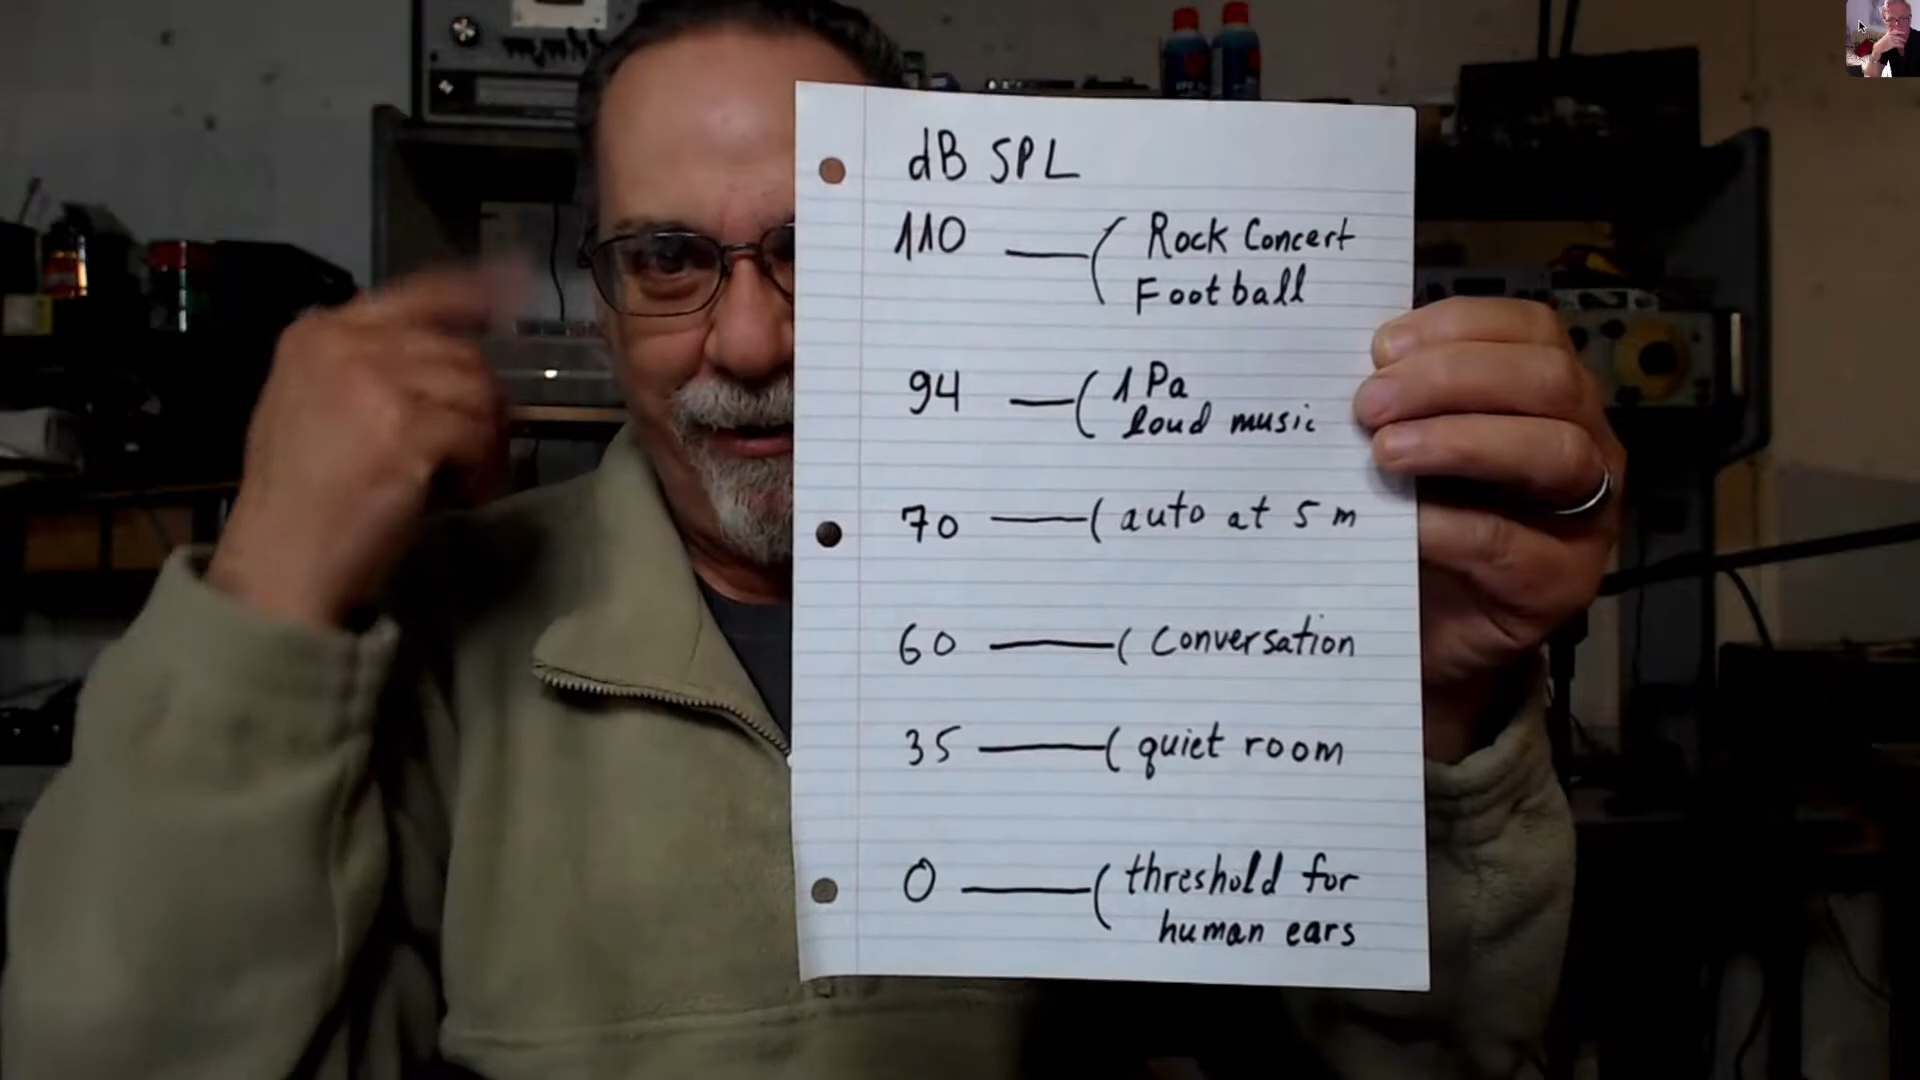 dB SPL
110 — ( Rock Concert
Football
94 — ( 1 Pa
loud music
70 — ( auto at 5 m
60 — ( Conversation
35 — ( quiet room
0 — ( threshold for
human ears